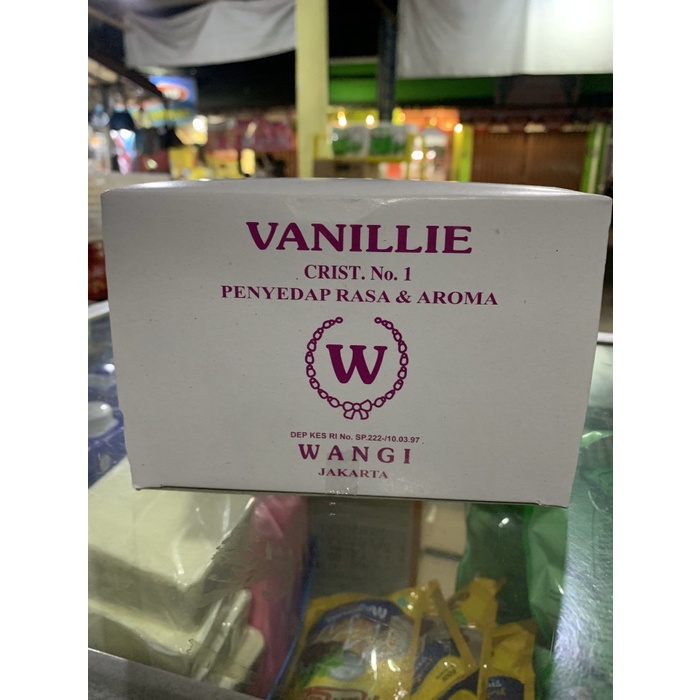 VANILLIE
CRIST. No. 1
PENYEDAP RASA & AROMA
W
DEP KES RI No. SP.222-/10.03.97 .
WANGI
JAKARTA